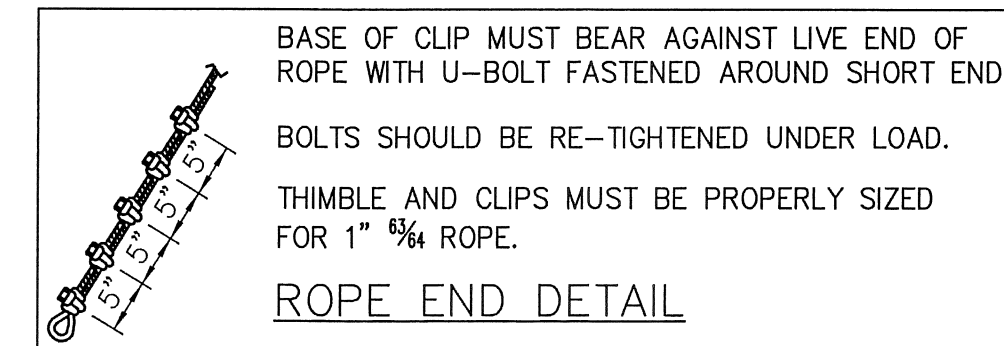 BASE OF CLIP MUST BEAR AGAINST LIVE END OF
ROPE WITH U-BOLT FASTENED AROUND SHORT END
BOLTS SHOULD BE RE-TIGHTENED UNDER LOAD.
THIMBLE AND CLIPS MUST BE PROPERLY SIZED
FOR 1" 63/64 ROPE.
ROPE END DETAIL
5"
5"
5"
5"